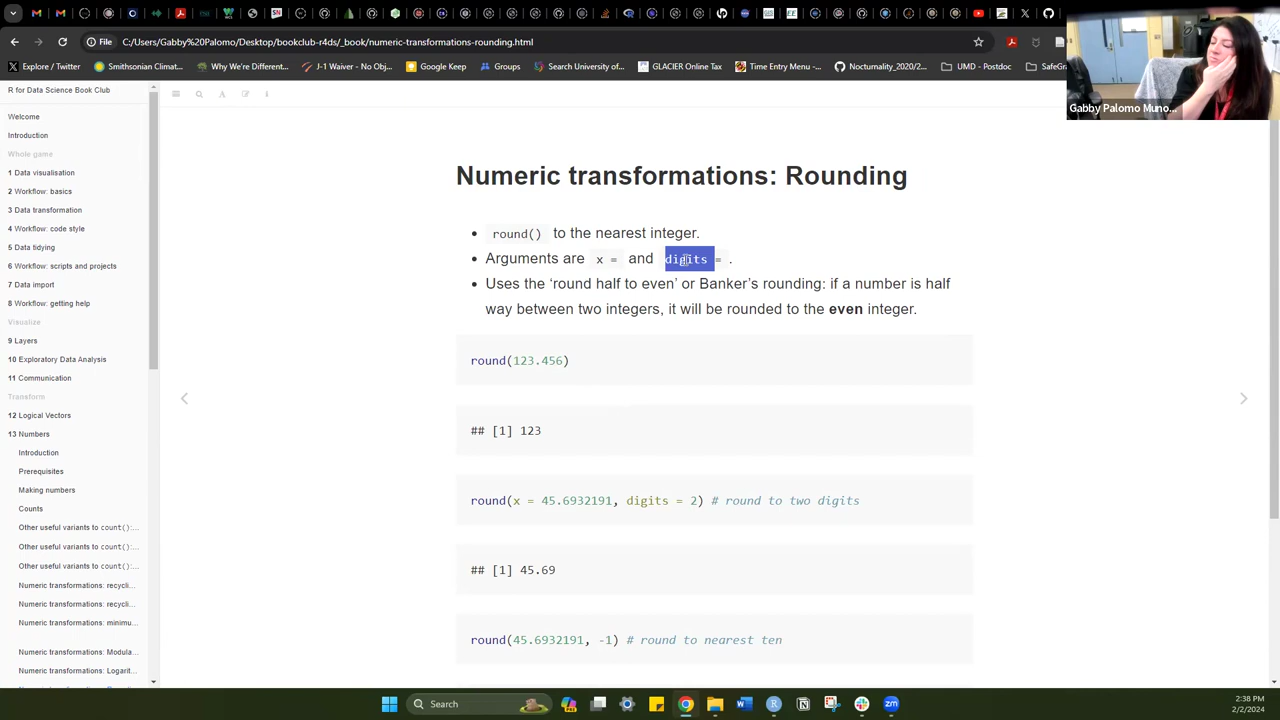 File
C:/Users/Gabby%20Palomo/Desktop/bookclub-r4ds/_book/numeric-transformations-rounding.html
Explore / Twitter
Smithsonian Climat...
Why We're Different...
J-1 Waiver - No Obj...
Google Keep
Groups
Search University of...
GLACIER Online Tax
Time Entry Menu -...
Nocturnality_2020/2...
UMD - Postdoc
SafeGra
Gabby Palomo Muno...
R for Data Science Book Club
Welcome
Introduction
Whole game
1 Data visualisation
2 Workflow: basics
3 Data transformation
4 Workflow: code style
5 Data tidying
6 Workflow: scripts and projects
7 Data import
8 Workflow: getting help
Visualize
9 Layers
10 Exploratory Data Analysis
11 Communication
Transform
12 Logical Vectors
13 Numbers
Introduction
Prerequisites
Making numbers
Counts
Other useful variants to count():...
Other useful variants to count():...
Other useful variants to count():...
Numeric transformations: recycli...
Numeric transformations: recycli...
Numeric transformations: minimu...
Numeric transformations: Modula...
Numeric transformations: Logarit...
Numeric transformations: Rounding
round() to the nearest integer.
Arguments are x = and digits = .
Uses the ‘round half to even’ or Banker’s rounding: if a number is half
way between two integers, it will be rounded to the even integer.
round(123.456)
## [1] 123
round(x = 45.6932191, digits = 2) # round to two digits
## [1] 45.69
round(45.6932191, -1) # round to nearest ten
Search
2:38 PM
2/2/2024